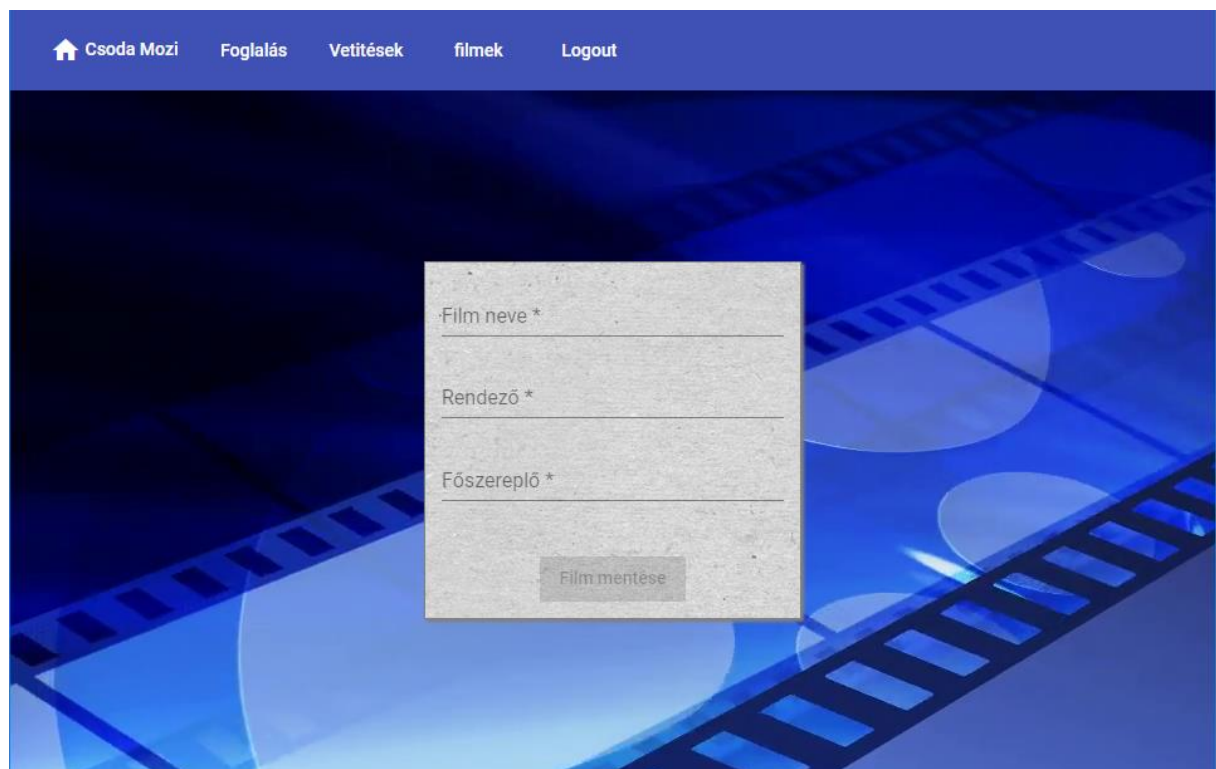 Csoda Mozi Foglalás Vetitések filmek Logout
Film neve *
Rendező *
Főszereplő *
Film mentése